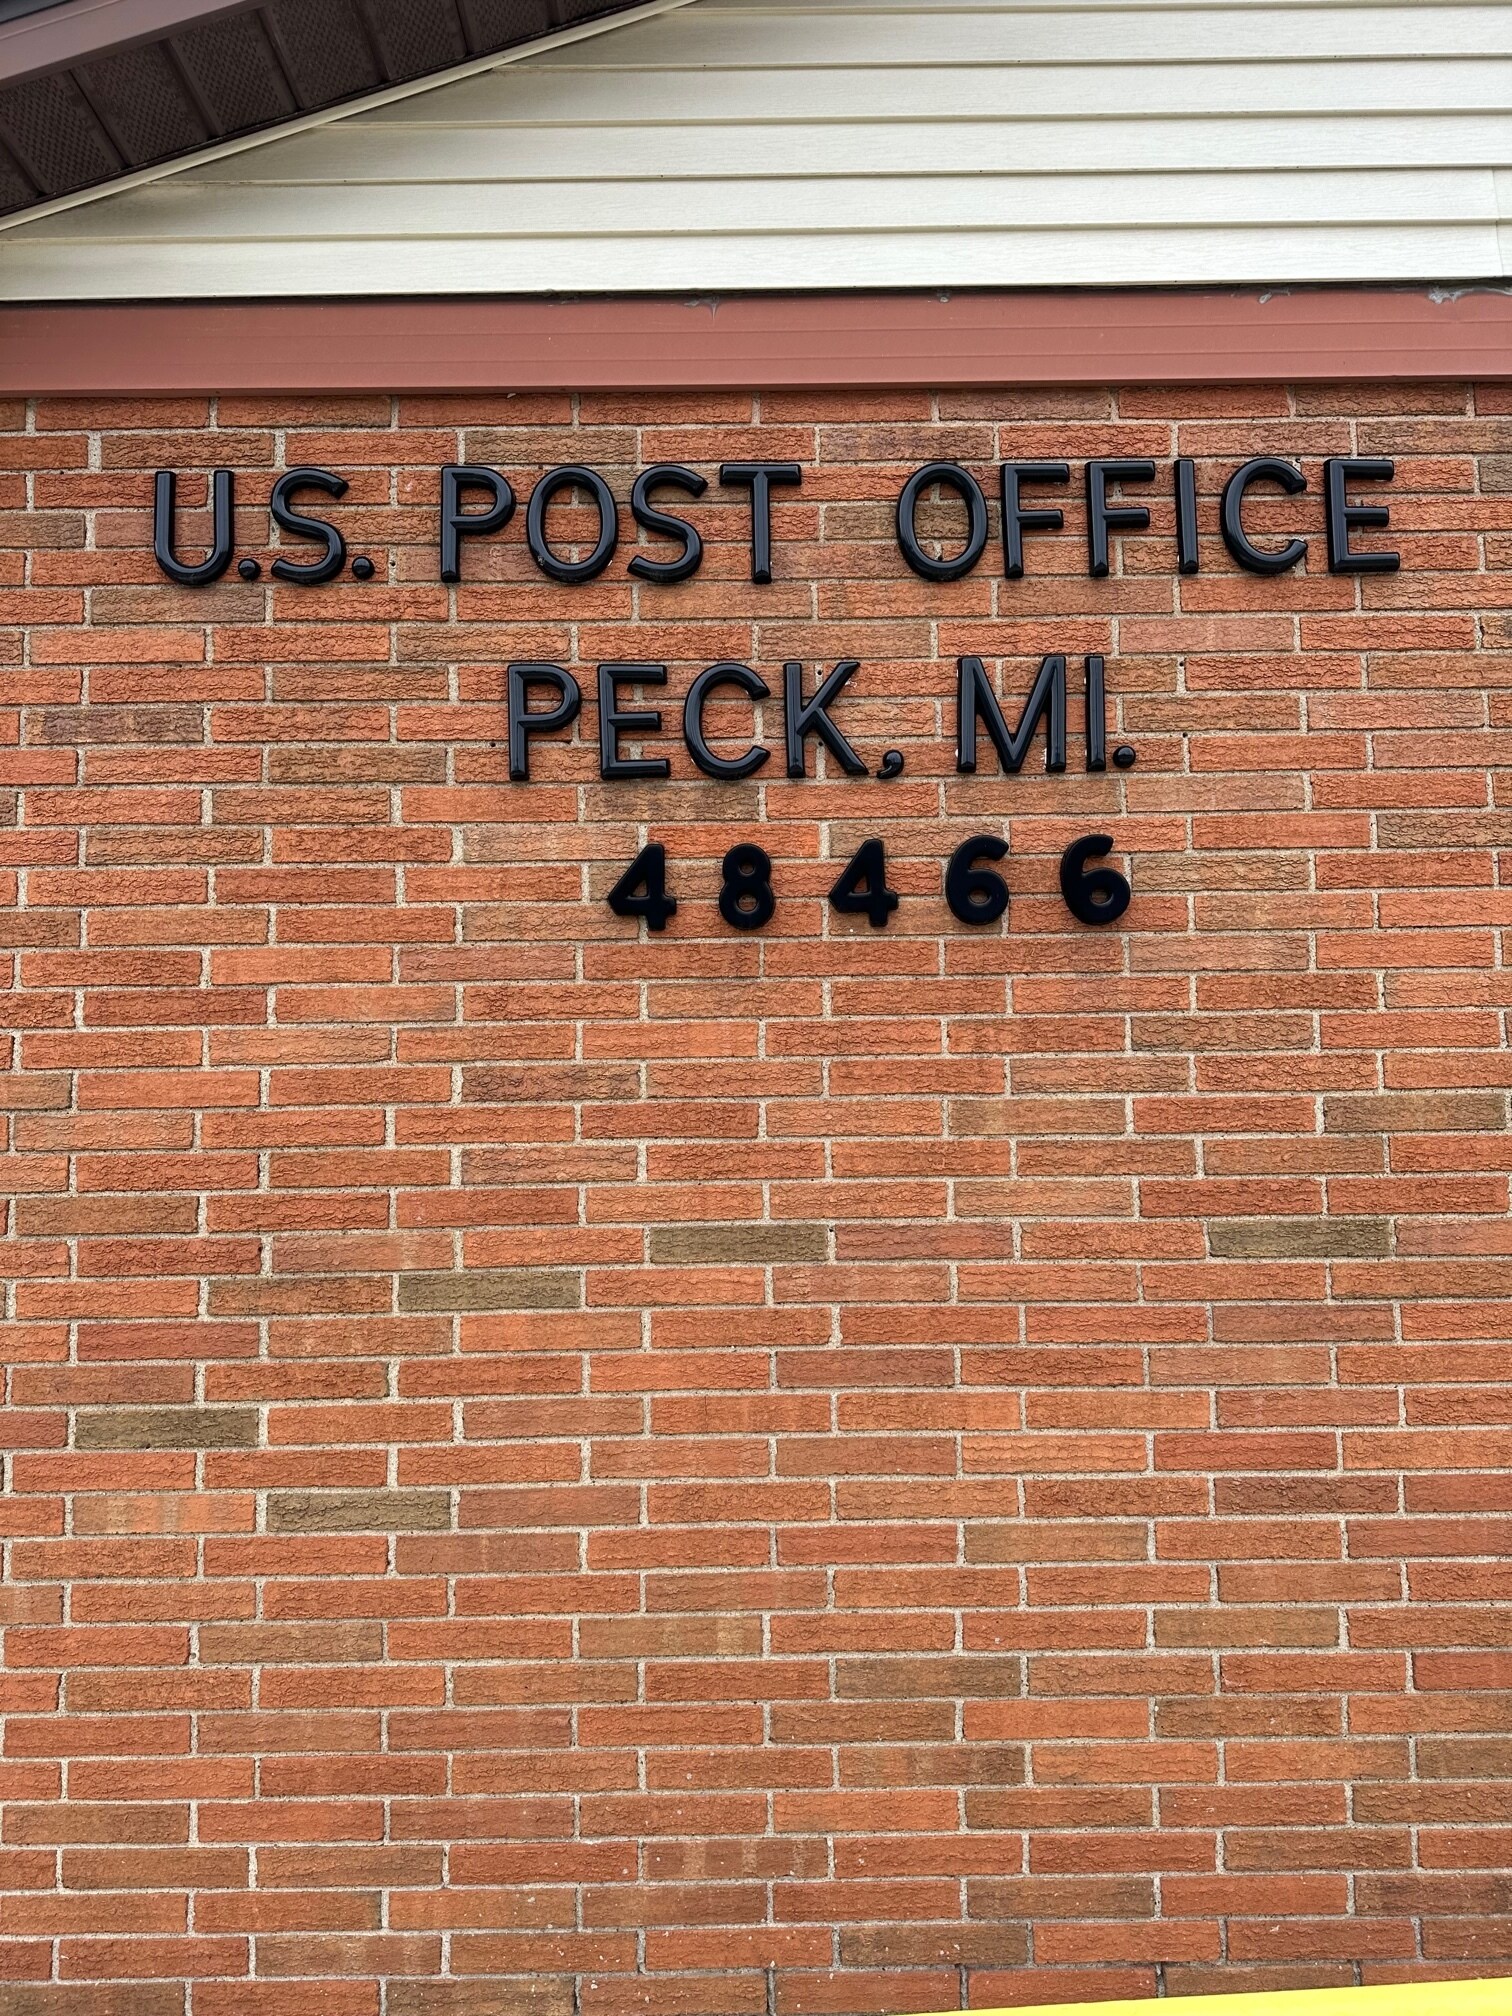 U.S. POST OFFICE
PECK, MI.
48466